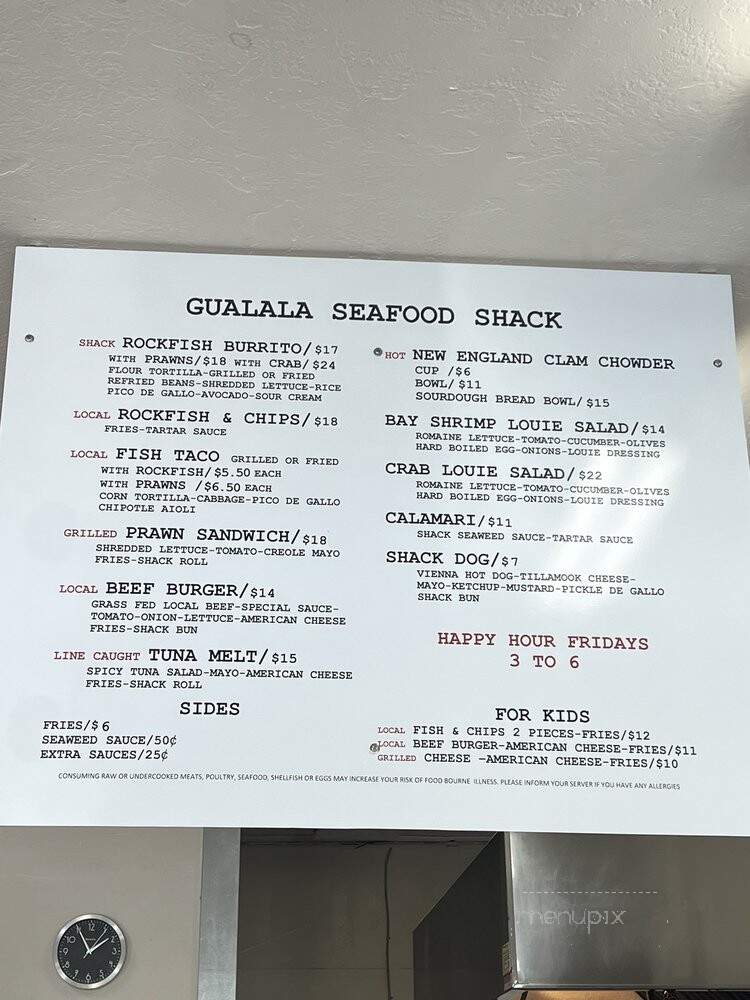 GUALALA SEAFOOD SHACK
SHACK ROCKFISH BURRITO/$17
WITH PRAWNS/$18 WITH CRAB/$24
FLOUR TORTILLA-GRILLED OR FRIED
REFRIED BEANS-SHREDDED LETTUCE-RICE
PICO DE GALLO-AVOCADO-SOUR CREAM
LOCAL ROCKFISH & CHIPS/$18
FRIES-TARTAR SAUCE
LOCAL FISH TACO GRILLED OR FRIED
WITH ROCKFISH/$5.50 EACH
WITH PRAWNS /$6.50 EACH
CORN TORTILLA-CABBAGE-PICO DE GALLO
CHIPOTLE AIOLI
GRILLED PRAWN SANDWICH/$18
SHREDDED LETTUCE-TOMATO-CREOLE MAYO
FRIES-SHACK ROLL
LOCAL BEEF BURGER/$14
GRASS FED LOCAL BEEF-SPECIAL SAUCE-
TOMATO-ONION-LETTUCE-AMERICAN CHEESE
FRIES-SHACK BUN
LINE CAUGHT TUNA MELT/$15
SPICY TUNA SALAD-MAYO-AMERICAN CHEESE
FRIES-SHACK ROLL
SIDES
FRIES/$6
SEAWEED SAUCE/50¢
EXTRA SAUCES/25¢
HOT NEW ENGLAND CLAM CHOWDER
CUP /$6
BOWL/$11
SOURDOUGH BREAD BOWL/$15
BAY SHRIMP LOUIE SALAD/$14
ROMAINE LETTUCE-TOMATO-CUCUMBER-OLIVES
HARD BOILED EGG-ONIONS-LOUIE DRESSING
CRAB LOUIE SALAD/$22
ROMAINE LETTUCE-TOMATO-CUCUMBER-OLIVES
HARD BOILED EGG-ONIONS-LOUIE DRESSING
CALAMARI/$11
SHACK SEAWEED SAUCE-TARTAR SAUCE
SHACK DOG/$7
VIENNA HOT DOG-TILLAMOOK CHEESE-
MAYO-KETCHUP-MUSTARD-PICKLE DE GALLO
SHACK BUN
HAPPY HOUR FRIDAYS
3 TO 6
FOR KIDS
LOCAL FISH & CHIPS 2 PIECES-FRIES/$12
LOCAL BEEF BURGER-AMERICAN CHEESE-FRIES/$11
GRILLED CHEESE –AMERICAN CHEESE-FRIES/$10
CONSUMING RAW OR UNDERCOOKED MEATS, POULTRY, SEAFOOD, SHELLFISH OR EGGS MAY INCREASE YOUR RISK OF FOOD BOURNE ILLNESS. PLEASE INFORM YOUR SERVER IF YOU HAVE ANY ALLERGIES
menupix